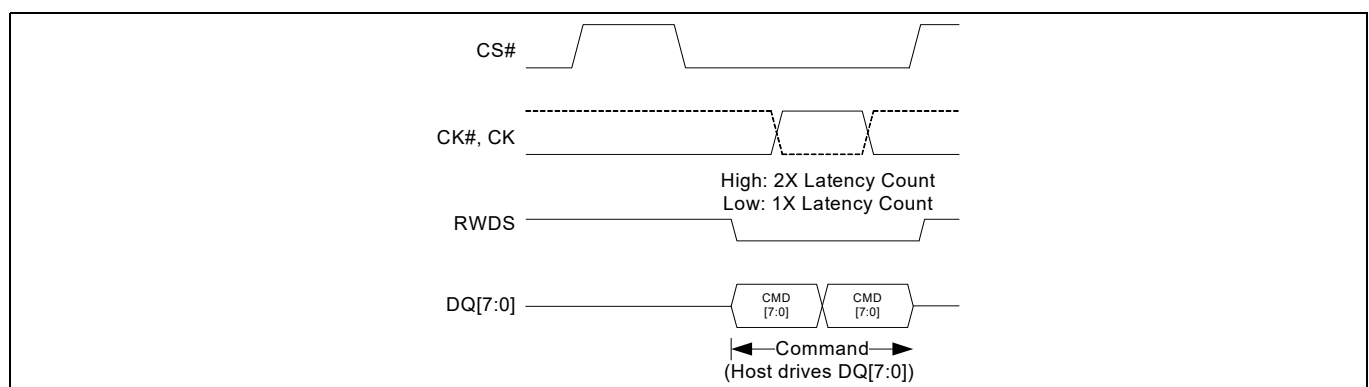 CS#
CK#, CK
High: 2X Latency Count
Low: 1X Latency Count
RWDS
DQ[7:0]
CMD
[7:0]
CMD
[7:0]
Command
(Host drives DQ[7:0])